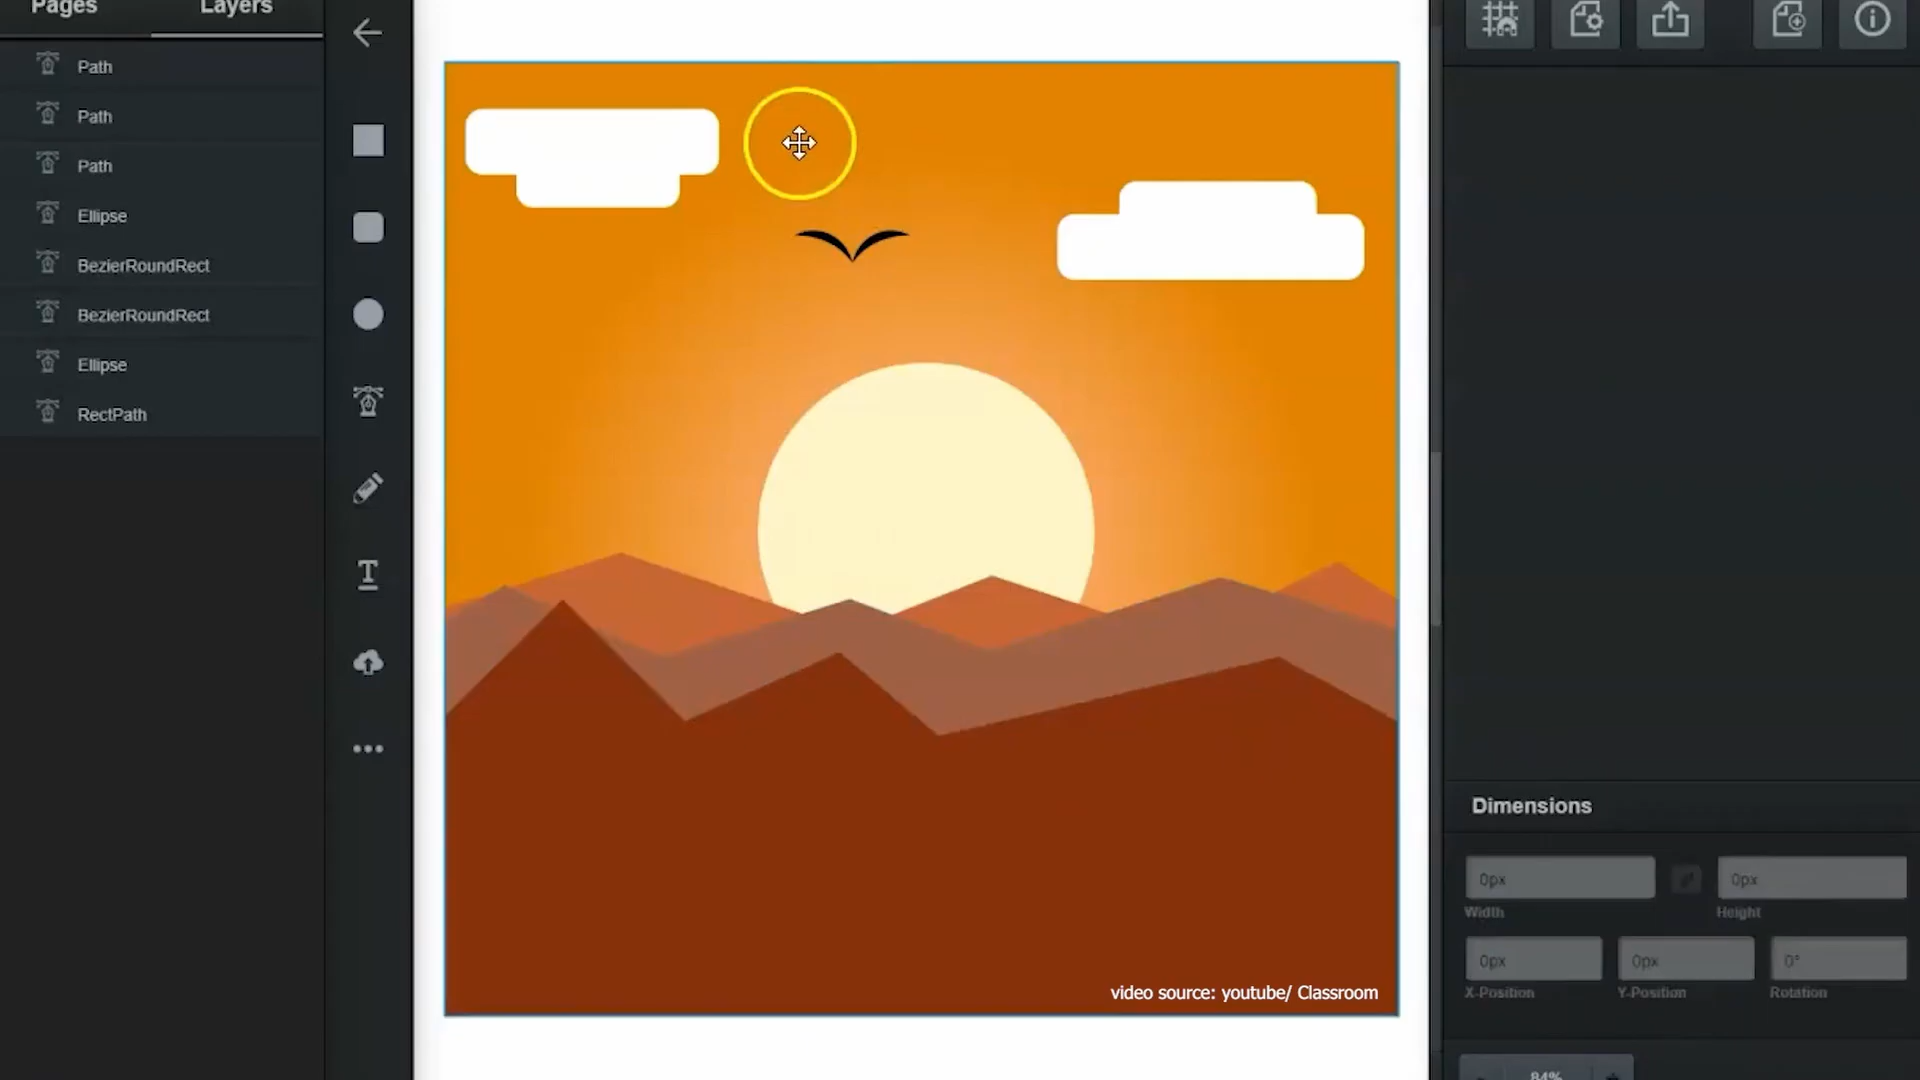 Pages
Layers
Path
Path
Path
Ellipse
BezierRoundRect
BezierRoundRect
Ellipse
RectPath
T
video source: youtube/ Classroom
Dimensions
0px
0px
Width
Height
0px
0px
0°
X-Position
Y-Position
Rotation
84%